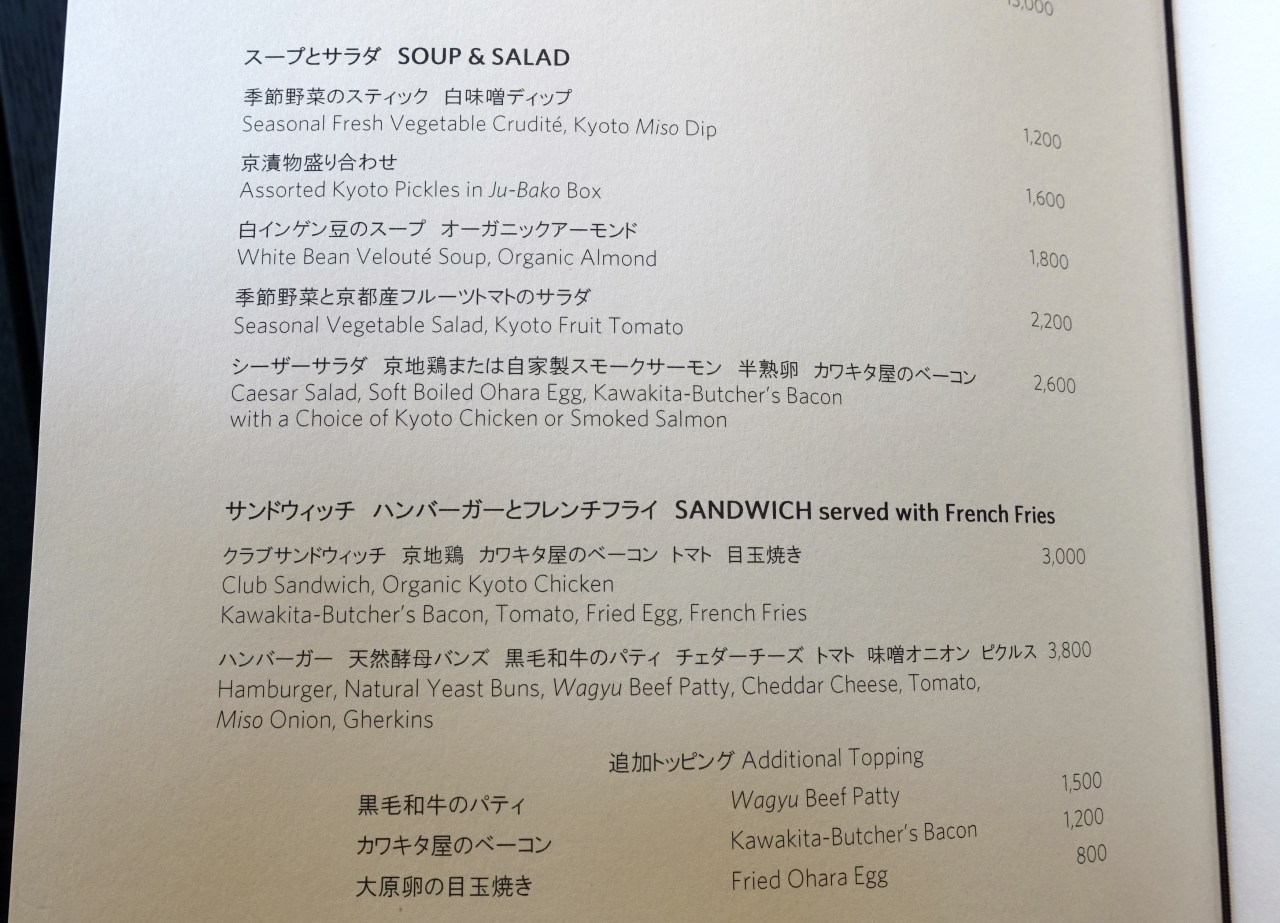 13,000
スープとサラダ SOUP & SALAD
季節野菜のスティック 白味噌ディップ
Seasonal Fresh Vegetable Crudité, Kyoto Miso Dip 1,200
京漬物盛り合わせ
Assorted Kyoto Pickles in Ju-Bako Box 1,600
白インゲン豆のスープ オーガニックアーモンド
White Bean Velouté Soup, Organic Almond 1,800
季節野菜と京都産フルーツトマトのサラダ
Seasonal Vegetable Salad, Kyoto Fruit Tomato 2,200
シーザーサラダ 京地鶏または自家製スモークサーモン 半熟卵 カワキタ屋のベーコン 2,600
Caesar Salad, Soft Boiled Ohara Egg, Kawakita-Butcher's Bacon
with a Choice of Kyoto Chicken or Smoked Salmon
サンドウィッチ ハンバーガーとフレンチフライ SANDWICH served with French Fries
クラブサンドウィッチ 京地鶏 カワキタ屋のベーコン トマト 目玉焼き 3,000
Club Sandwich, Organic Kyoto Chicken
Kawakita-Butcher's Bacon, Tomato, Fried Egg, French Fries
ハンバーガー 天然酵母バンズ 黒毛和牛のパティ チェダーチーズ トマト 味噌オニオン ピクルス 3,800
Hamburger, Natural Yeast Buns, Wagyu Beef Patty, Cheddar Cheese, Tomato,
Miso Onion, Gherkins
追加トッピング Additional Topping
黒毛和牛のパティ Wagyu Beef Patty 1,500
カワキタ屋のベーコン Kawakita-Butcher's Bacon 1,200
大原卵の目玉焼き Fried Ohara Egg 800